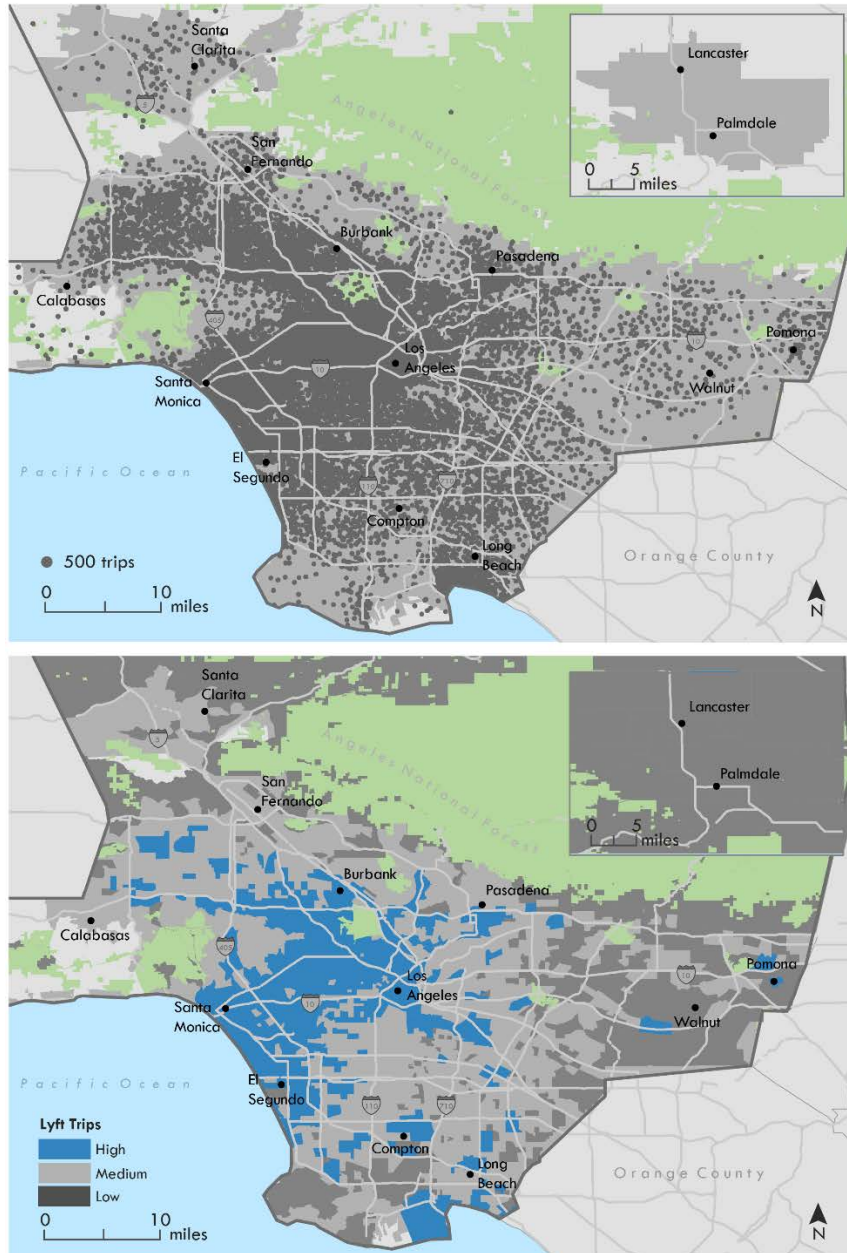 Santa
Clarita
Lancaster
Palmdale
0 5
miles
5
Angeles National Forest
San
Fernando
Burbank
Pasadena
Calabasas
405
10
Pomona
Los
Angeles
10
Walnut
Santa
Monica
El
Segundo
Pacific Ocean
110
710
Compton
Long
Beach
Orange County
500 trips
0 10
miles
N
Santa
Clarita
Lancaster
Palmdale
0 5
miles
5
Angeles National Forest
San
Fernando
Burbank
Pasadena
Calabasas
405
10
Pomona
Los
Angeles
10
Walnut
Santa
Monica
El
Segundo
Pacific Ocean
110
710
Lyft Trips
High
Medium
Low
Compton
Long
Beach
Orange County
0 10
miles
N